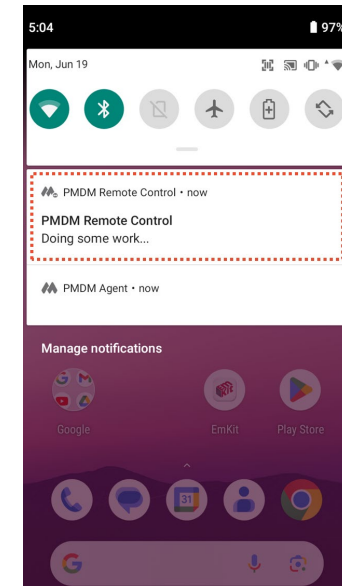 5:04 97%
Mon, Jun 19
PMDM Remote Control • now
PMDM Remote Control
Doing some work...
PMDM Agent • now
Manage notifications
Google EmKit Play Store
31